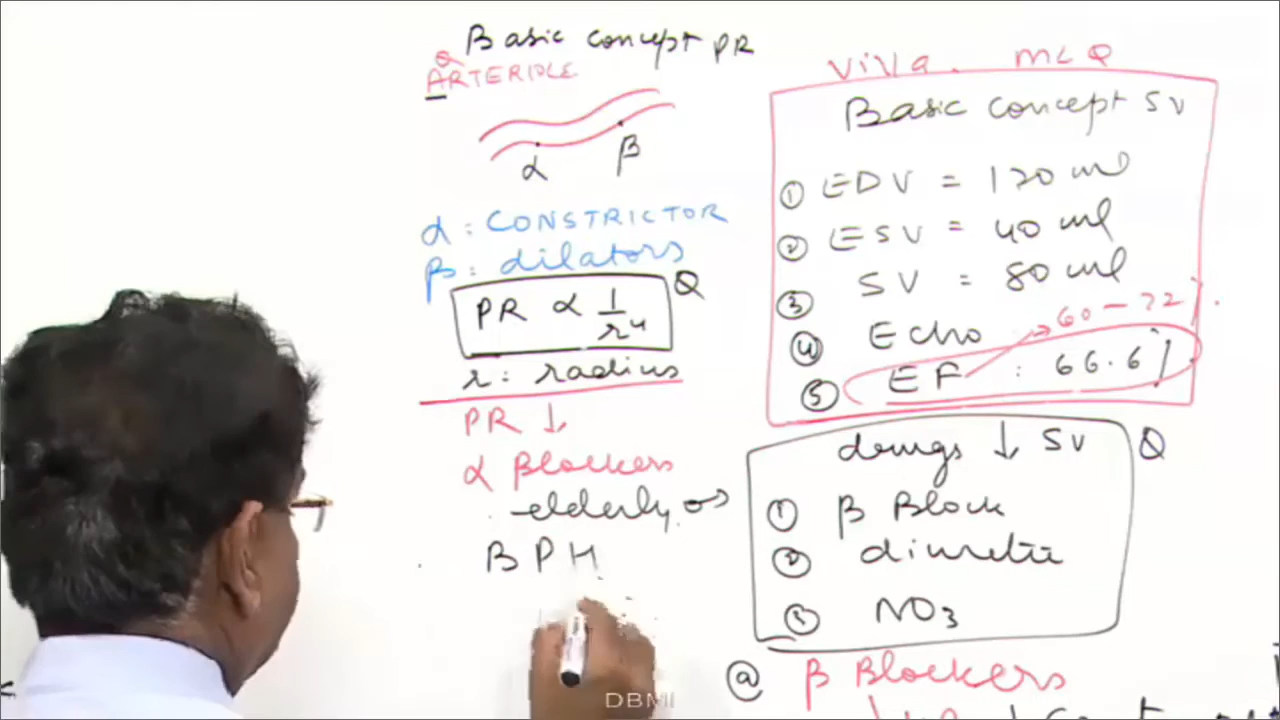 Basic concept PR
ARTERIOLE
α β
α : CONSTRICTOR
β : dilators
PR ∝ 1/r⁴ Q
r : radius
PR ↓
α Blockers
elderly
BPH
Viva. MCQ
Basic concept SV
① EDV = 120 ml
② ESV = 40 ml
③ SV = 80 ml
④ Echo
60-72%.
⑤ EF : 66.6%
drugs ↓ SV Q
① β Block
② diuretic
③ NO3
@ β Blockers
DBMI